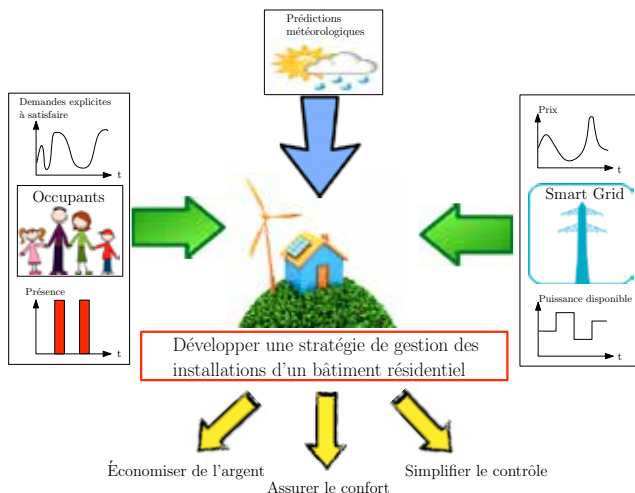 Prédictions
météorologiques
Demandes explicites
à satisfaire
t
Occupants
Présence
t
Prix
t
Smart Grid
Puissance disponible
t
Développer une stratégie de gestion des
installations d'un bâtiment résidentiel
Économiser de l'argent
Assurer le confort
Simplifier le contrôle